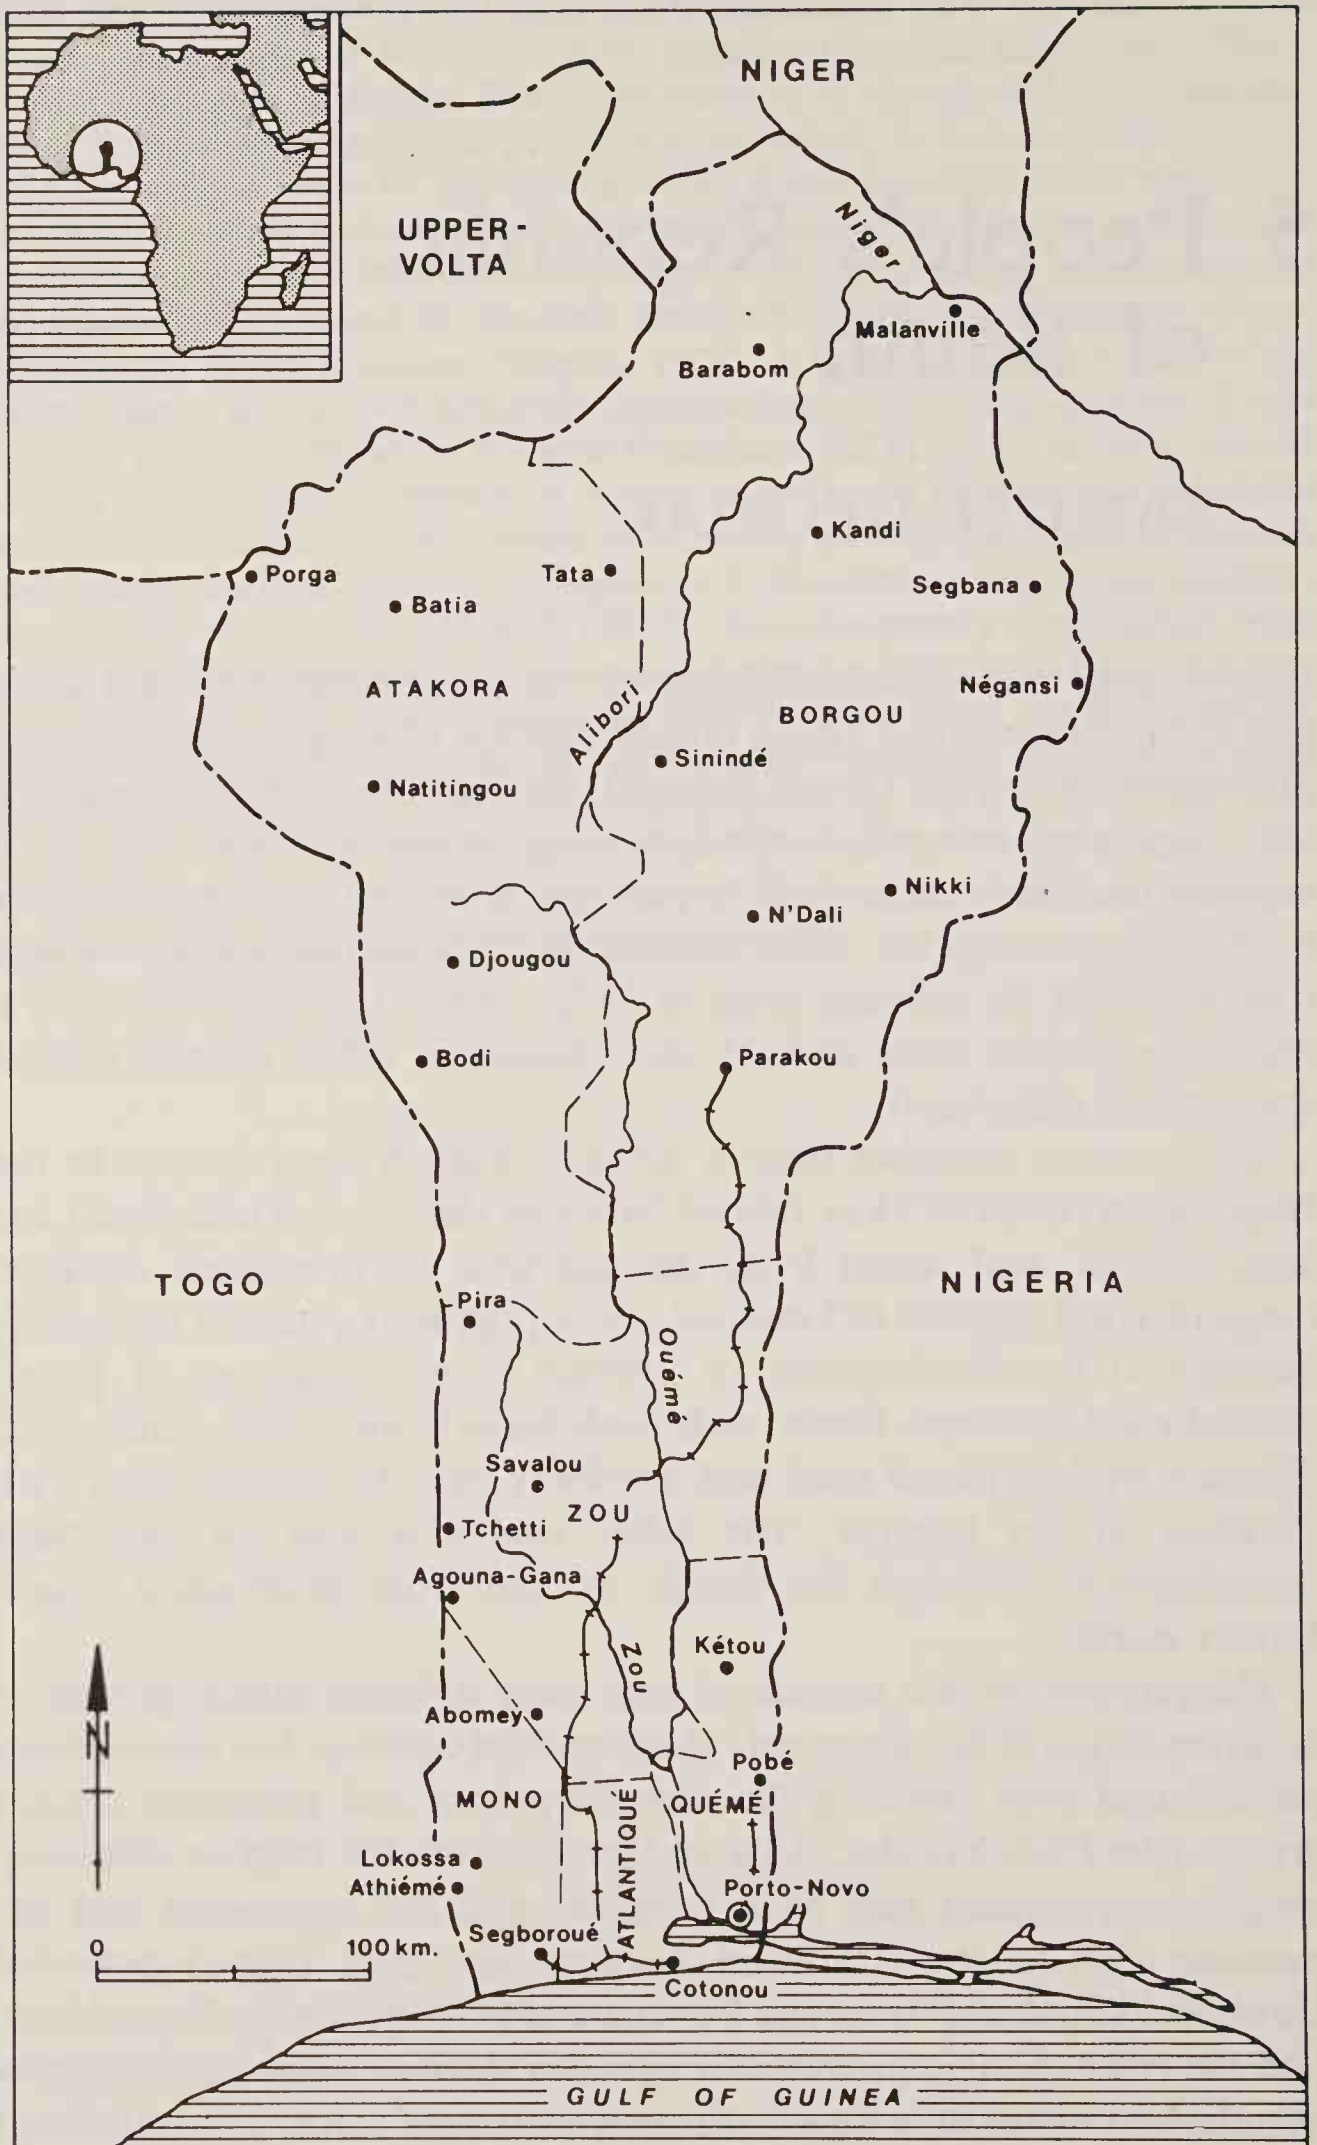 NIGER
UPPER-
VOLTA
Niger
Malanville
Barabom
Kandi
Porga
Tata
Segbana
Batia
ATAKORA
Négansi
Alibori
BORGOU
Sinindé
Natitingou
Nikki
N'Dali
Djougou
Bodi
Parakou
TOGO
NIGERIA
Pira
Ouémé
Savalou
ZOU
Tchetti
Agouna-Gana
Kétou
Zou
Abomey
N
Pobé
MONO
QUÉMÉ
ATLANTIQUÉ
Lokossa
Athiémé
Porto-Novo
Segboroué
0 100 km.
Cotonou
GULF OF GUINEA